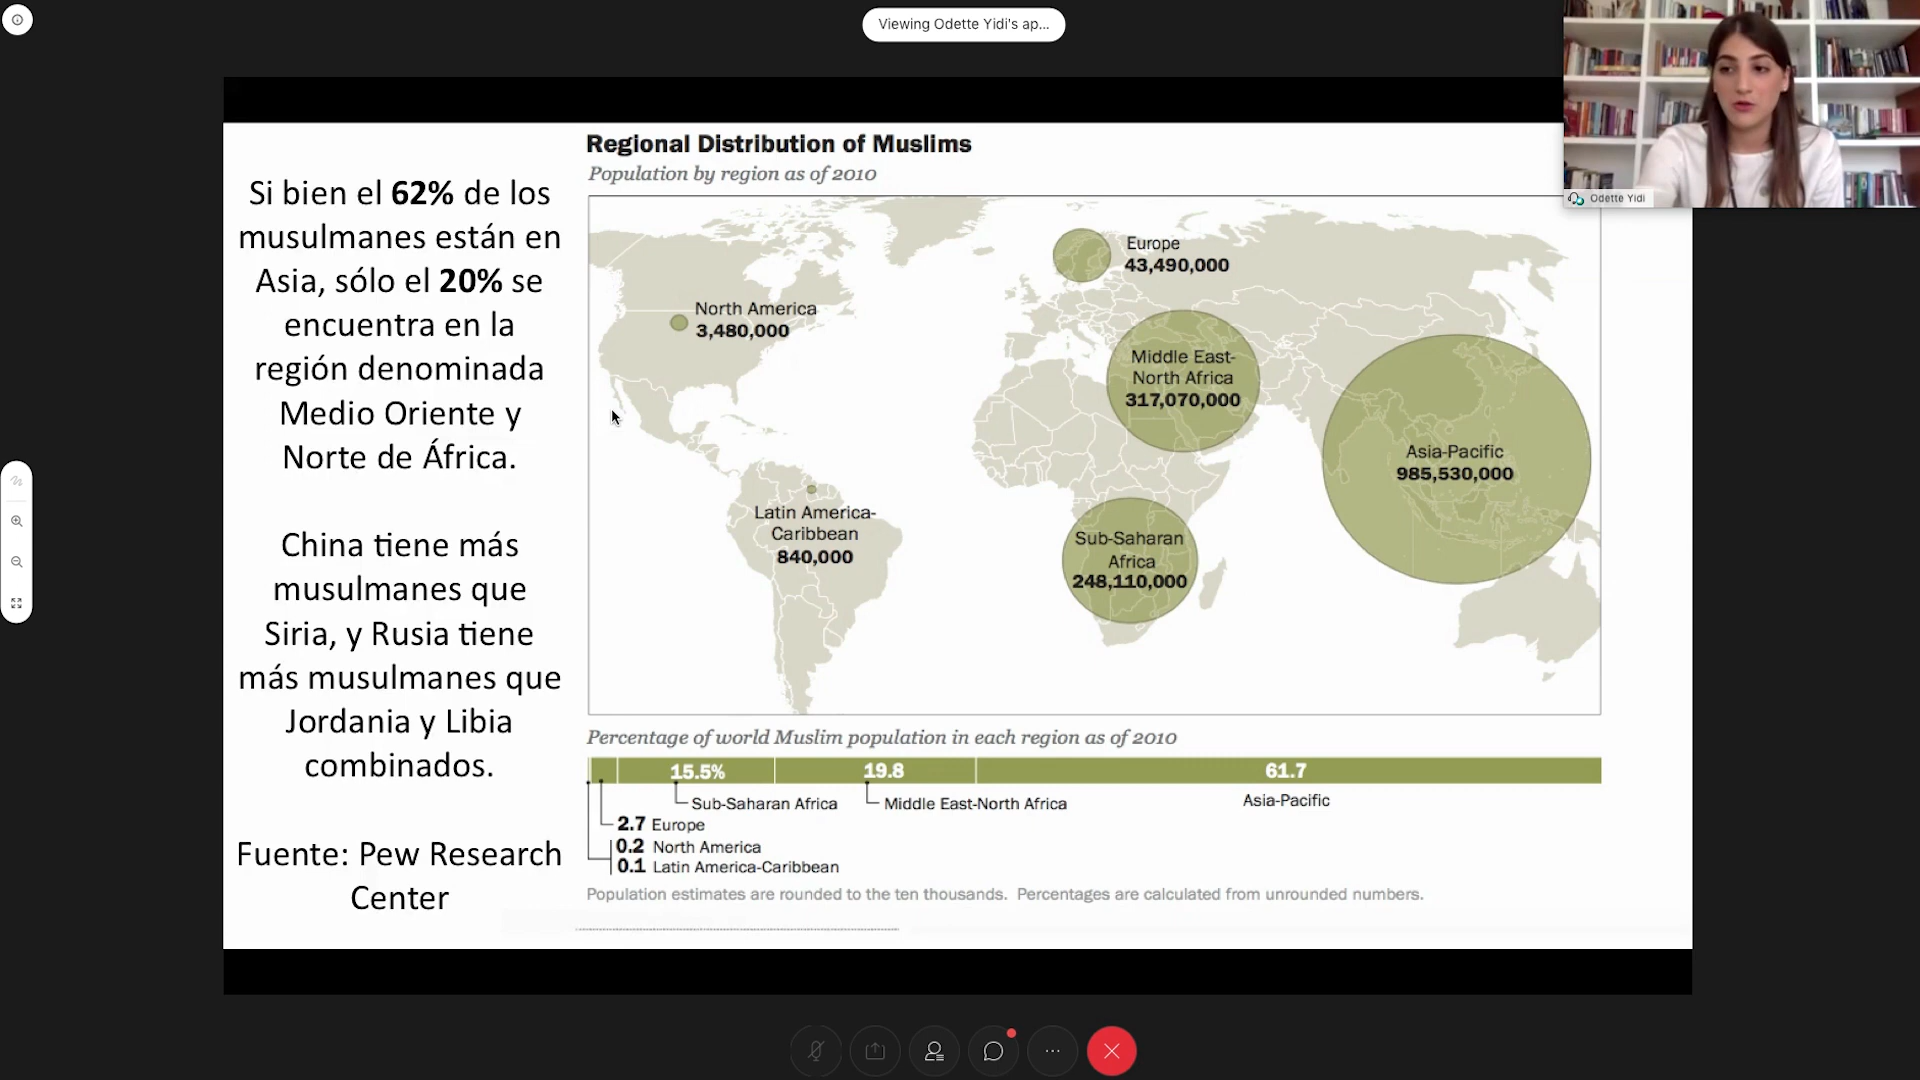 Viewing Odette Yidi's ap...
Odette Yidi
Si bien el 62% de los
musulmanes están en
Asia, sólo el 20% se
encuentra en la
región denominada
Medio Oriente y
Norte de África.
China tiene más
musulmanes que
Siria, y Rusia tiene
más musulmanes que
Jordania y Libia
combinados.
Fuente: Pew Research
Center
Regional Distribution of Muslims
Population by region as of 2010
North America
3,480,000
Europe
43,490,000
Middle East-
North Africa
317,070,000
Asia-Pacific
985,530,000
Latin America-
Caribbean
840,000
Sub-Saharan
Africa
248,110,000
Percentage of world Muslim population in each region as of 2010
15.5% 19.8 61.7
Sub-Saharan Africa Middle East-North Africa Asia-Pacific
2.7 Europe
0.2 North America
0.1 Latin America-Caribbean
Population estimates are rounded to the ten thousands. Percentages are calculated from unrounded numbers.